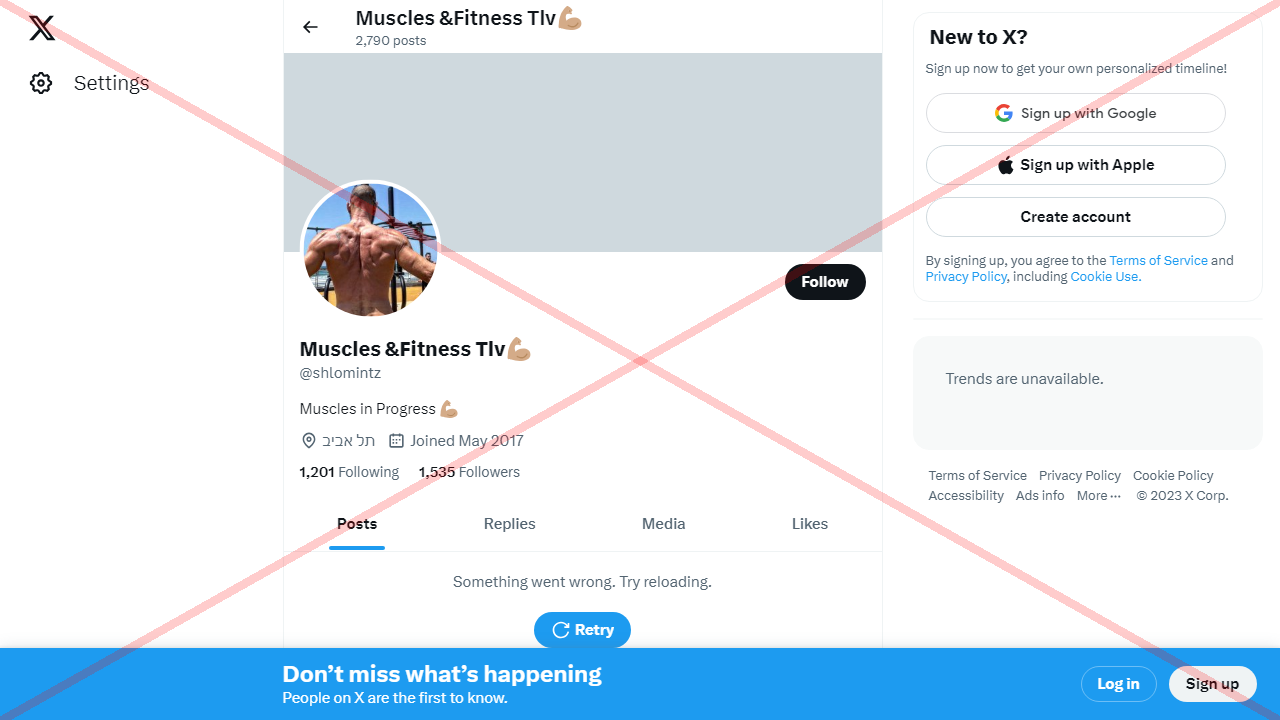 Settings
Muscles &Fitness Tlv💪🏽
2,790 posts
Follow
Muscles &Fitness Tlv💪🏽
@shlomintz
Muscles in Progress 💪🏽
תל אביב Joined May 2017
1,201 Following 1,535 Followers
Posts Replies Media Likes
Something went wrong. Try reloading.
Retry
New to X?
Sign up now to get your own personalized timeline!
Sign up with Google
Sign up with Apple
Create account
By signing up, you agree to the Terms of Service and
Privacy Policy, including Cookie Use.
Trends are unavailable.
Terms of Service Privacy Policy Cookie Policy
Accessibility Ads info More ··· © 2023 X Corp.
Don’t miss what’s happening
People on X are the first to know.
Log in Sign up